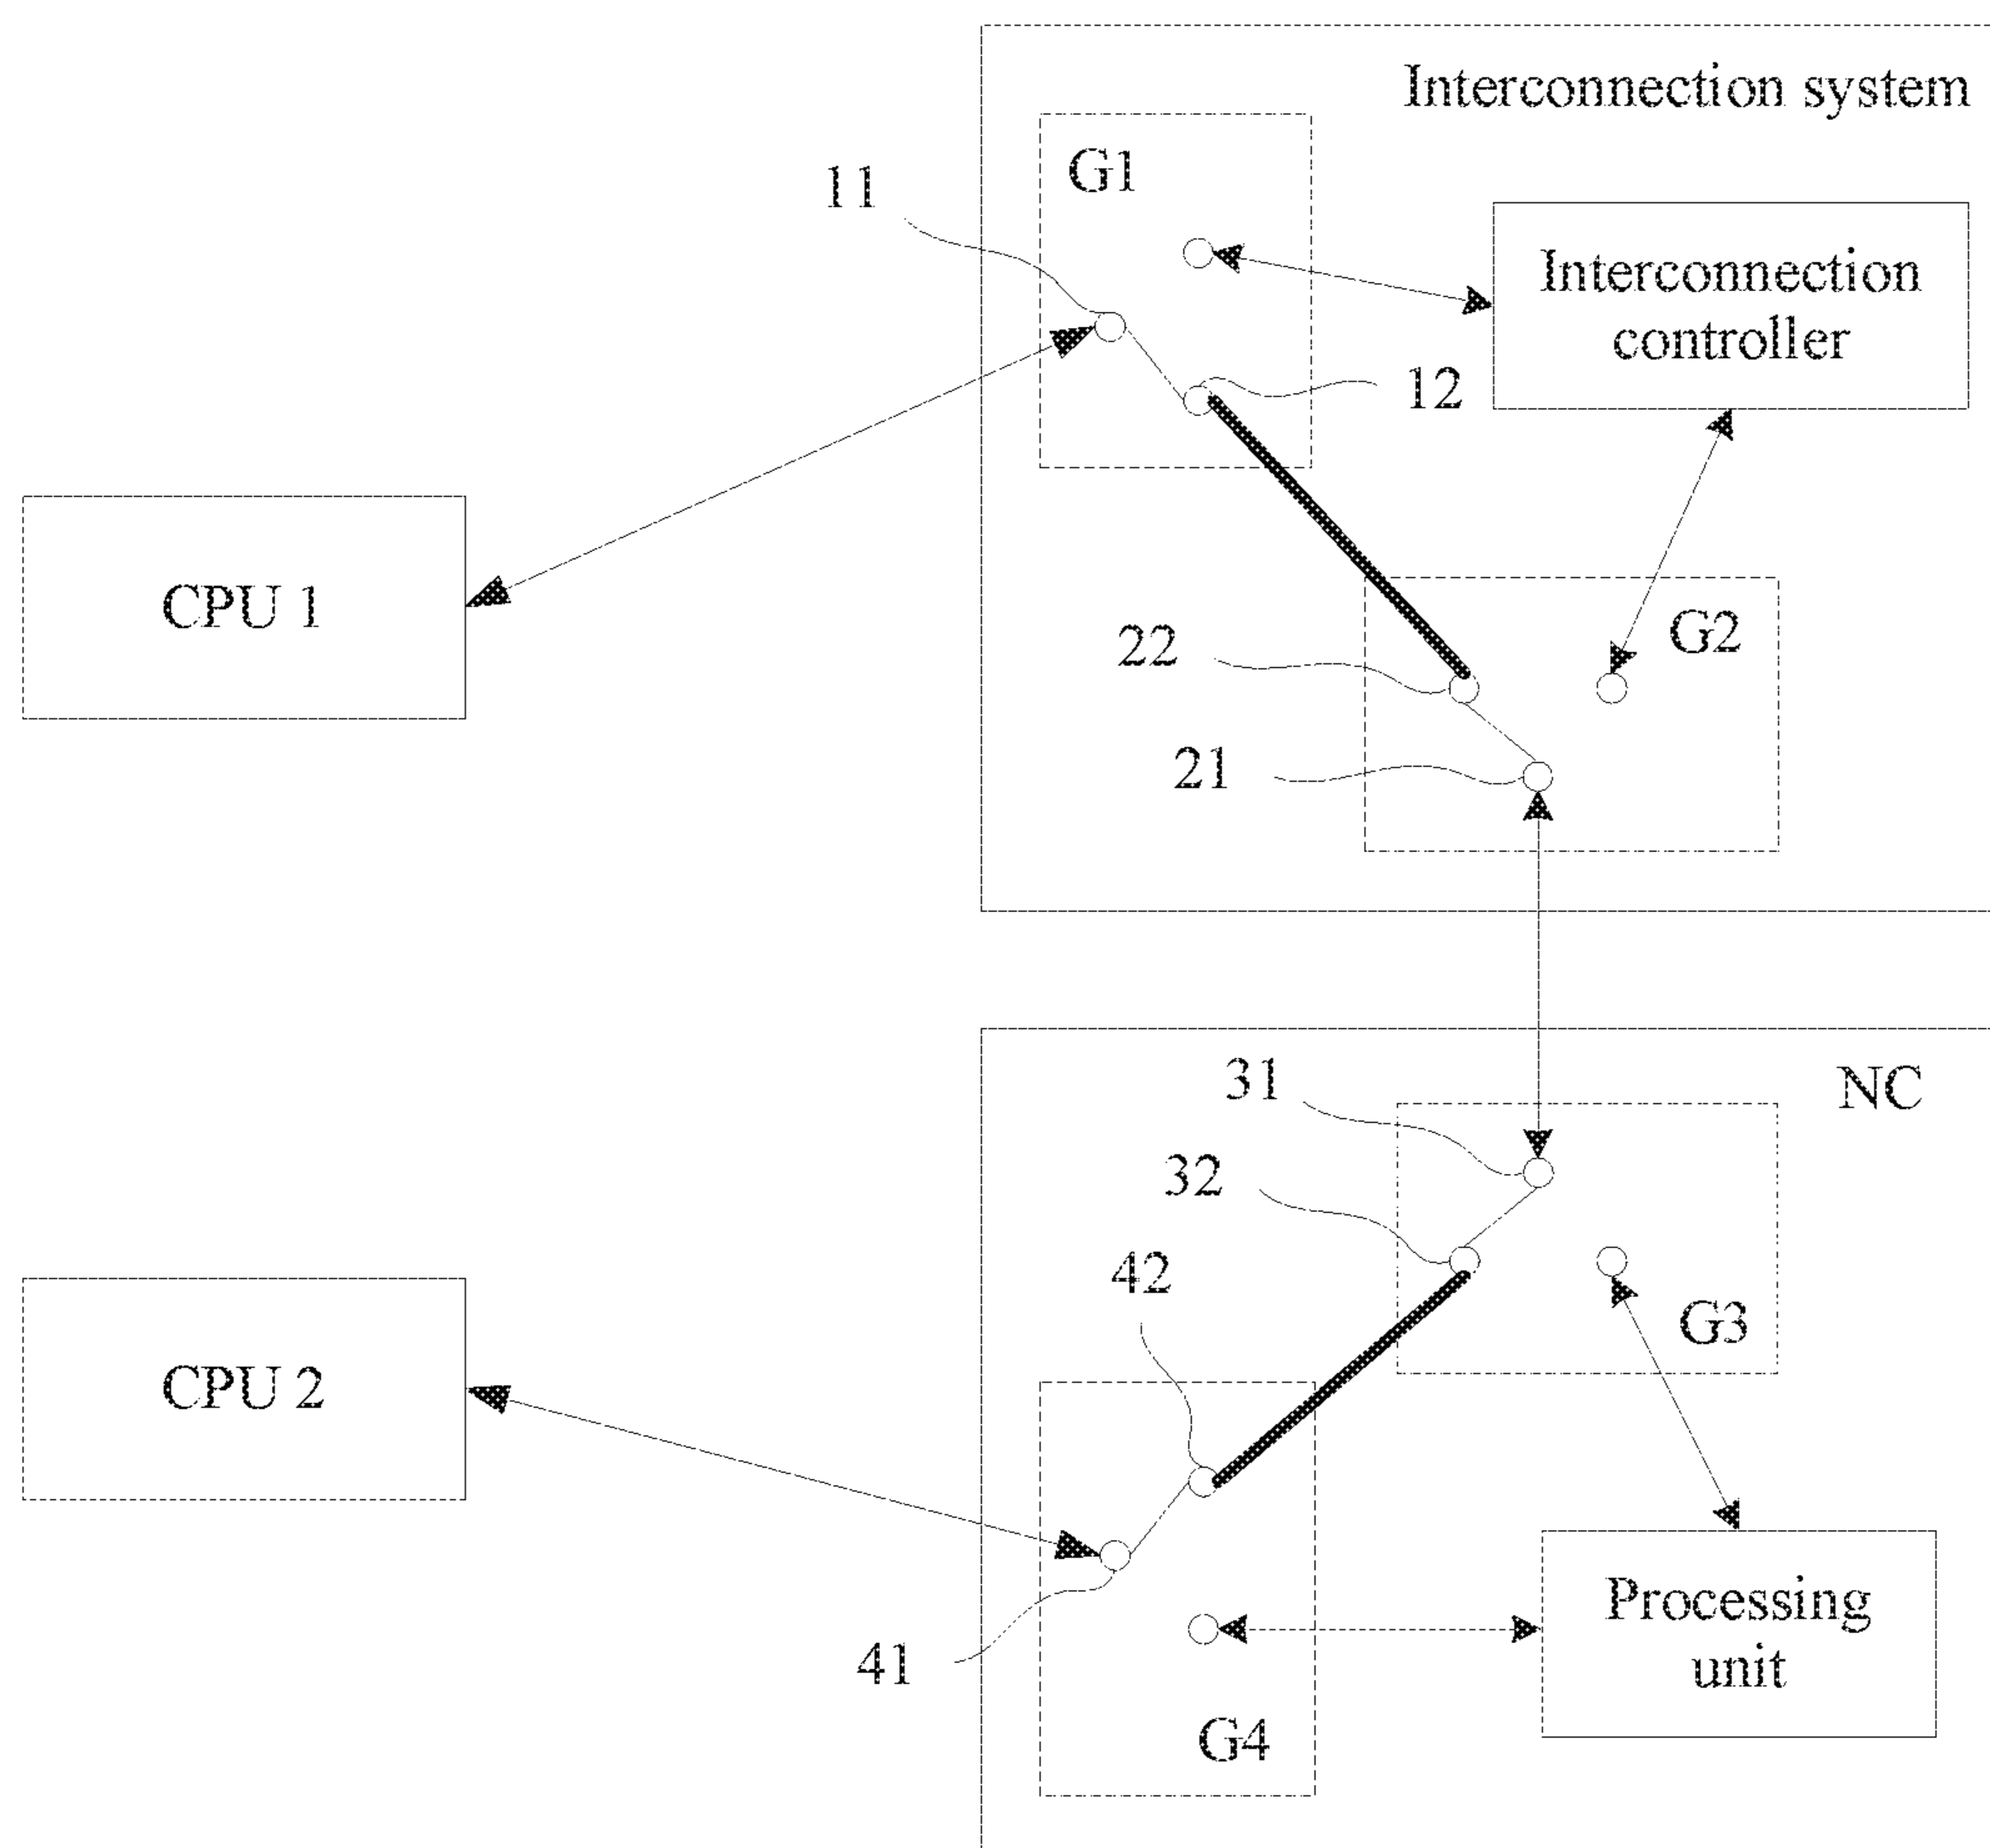 Interconnection system
G1
11
Interconnection
controller
12
CPU 1
22
G2
21
31
NC
32
42
G3
CPU 2
41
Processing
unit
G4